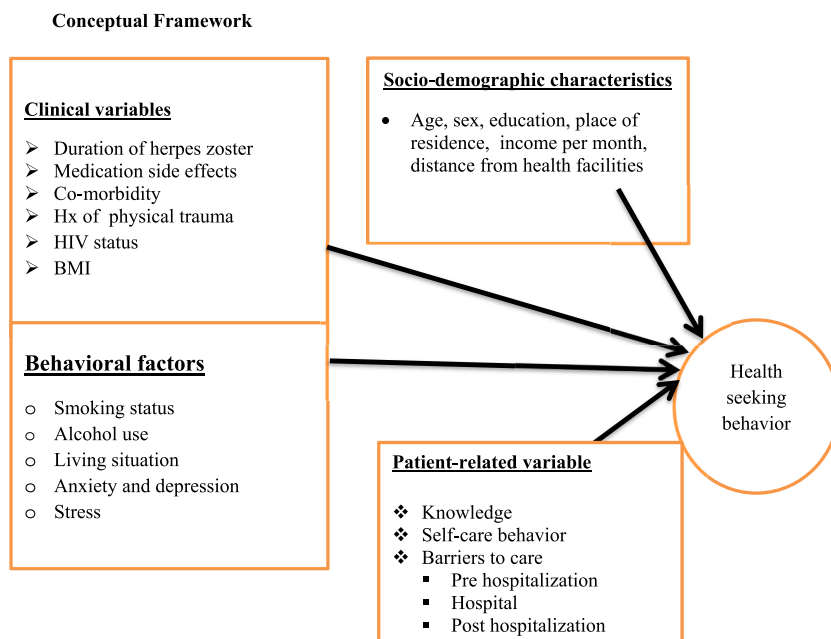 Conceptual Framework
Clinical variables
➢ Duration of herpes zoster
➢ Medication side effects
➢ Co-morbidity
➢ Hx of physical trauma
➢ HIV status
➢ BMI
Socio-demographic characteristics
• Age, sex, education, place of
residence, income per month,
distance from health facilities
Behavioral factors
o Smoking status
o Alcohol use
o Living situation
o Anxiety and depression
o Stress
Patient-related variable
❖ Knowledge
❖ Self-care behavior
❖ Barriers to care
▪ Pre hospitalization
▪ Hospital
▪ Post hospitalization
Health
seeking
behavior